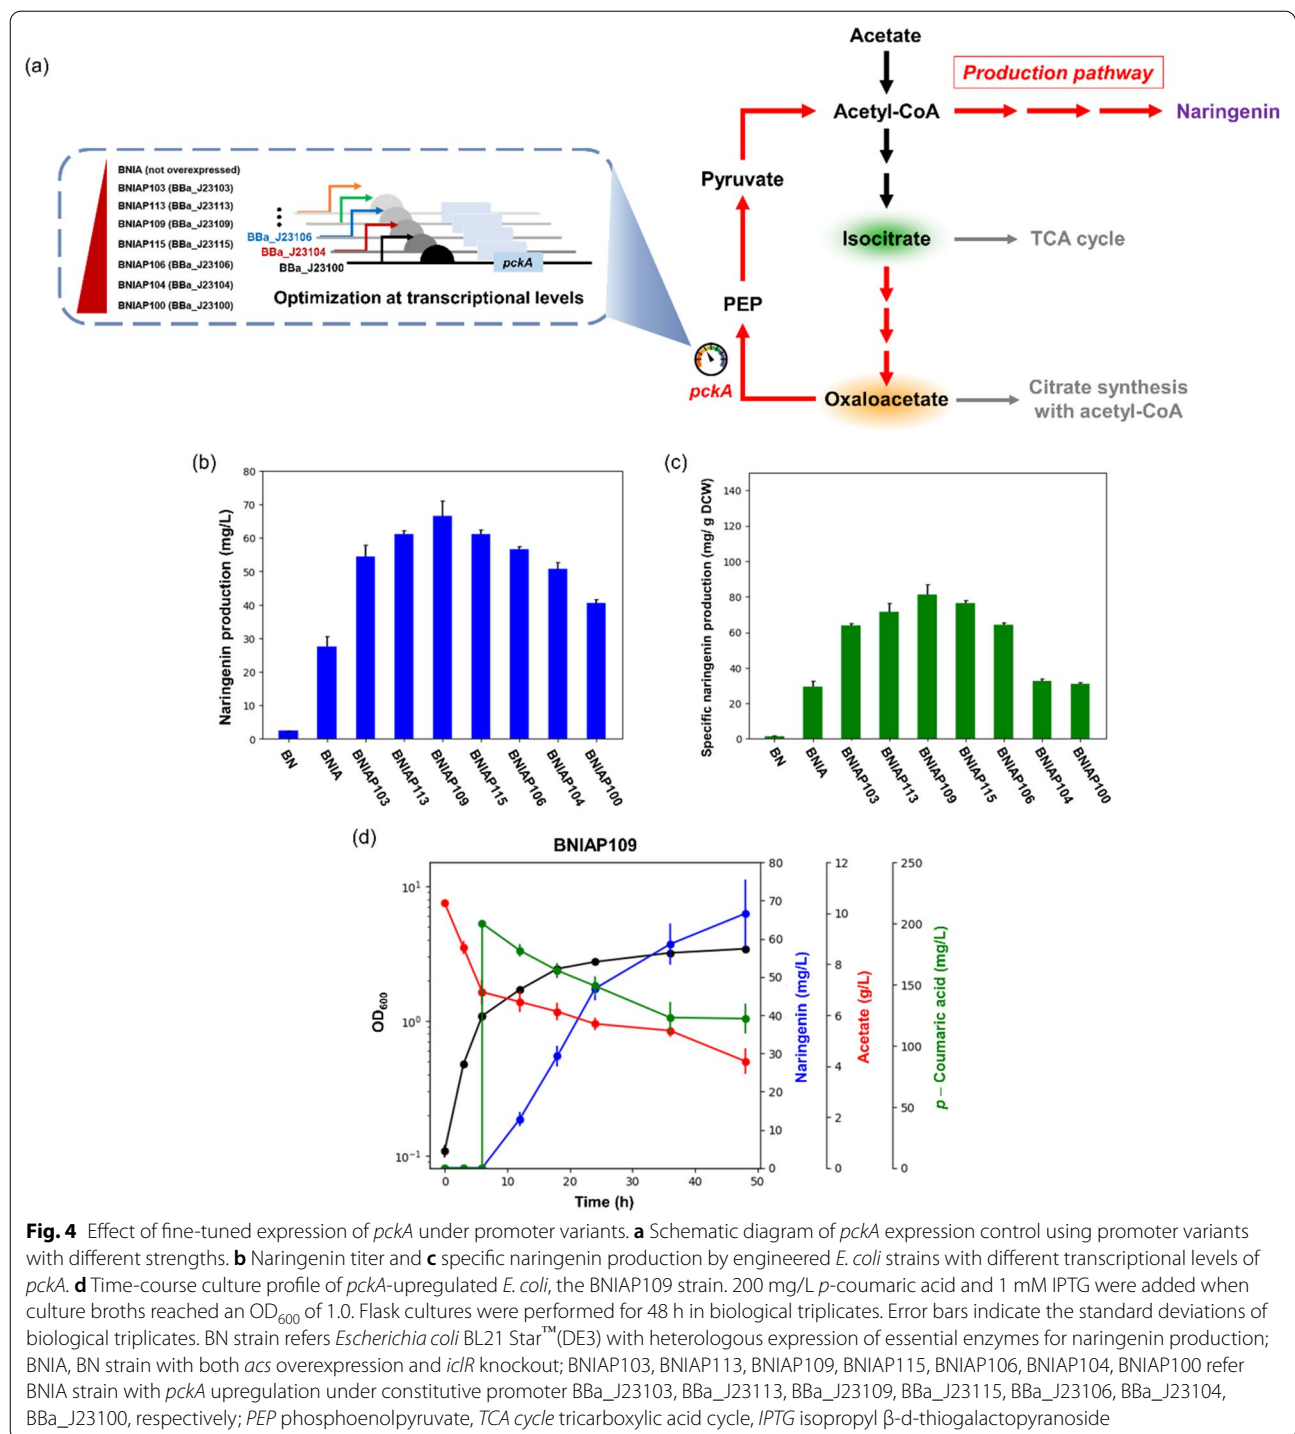 (a)
Acetate
Production pathway
Acetyl-CoA
Naringenin
BNIA (not overexpressed)
BNIAP103 (BBa_J23103)
BNIAP113 (BBa_J23113)
BNIAP109 (BBa_J23109)
BNIAP115 (BBa_J23115)
BNIAP106 (BBa_J23106)
BNIAP104 (BBa_J23104)
BNIAP100 (BBa_J23100)
BBa_J23106
BBa_J23104
BBa_J23100
pckA
Optimization at transcriptional levels
Pyruvate
Isocitrate
TCA cycle
PEP
pckA
Oxaloacetate
Citrate synthesis
with acetyl-CoA
(b)
Naringenin production (mg/L)
80
70
60
50
40
30
20
10
0
BN
BNIA
BNIAP103
BNIAP113
BNIAP109
BNIAP115
BNIAP106
BNIAP104
BNIAP100
(c)
Specific naringenin production (mg/ g DCW)
140
120
100
80
60
40
20
0
BN
BNIA
BNIAP103
BNIAP113
BNIAP109
BNIAP115
BNIAP106
BNIAP104
BNIAP100
(d)
BNIAP109
OD600
10¹
10⁰
10⁻¹
0
10
20
30
40
50
Time (h)
80
70
60
50
40
30
20
10
0
Naringenin (mg/L)
12
10
8
6
4
2
0
Acetate (g/L)
250
200
150
100
50
0
p – Coumaric acid (mg/L)
Fig. 4 Effect of fine-tuned expression of pckA under promoter variants. a Schematic diagram of pckA expression control using promoter variants
with different strengths. b Naringenin titer and c specific naringenin production by engineered E. coli strains with different transcriptional levels of
pckA. d Time-course culture profile of pckA-upregulated E. coli, the BNIAP109 strain. 200 mg/L p-coumaric acid and 1 mM IPTG were added when
culture broths reached an OD600 of 1.0. Flask cultures were performed for 48 h in biological triplicates. Error bars indicate the standard deviations of
biological triplicates. BN strain refers Escherichia coli BL21 Star™(DE3) with heterologous expression of essential enzymes for naringenin production;
BNIA, BN strain with both acs overexpression and iclR knockout; BNIAP103, BNIAP113, BNIAP109, BNIAP115, BNIAP106, BNIAP104, BNIAP100 refer
BNIA strain with pckA upregulation under constitutive promoter BBa_J23103, BBa_J23113, BBa_J23109, BBa_J23115, BBa_J23106, BBa_J23104,
BBa_J23100, respectively; PEP phosphoenolpyruvate, TCA cycle tricarboxylic acid cycle, IPTG isopropyl β-d-thiogalactopyranoside